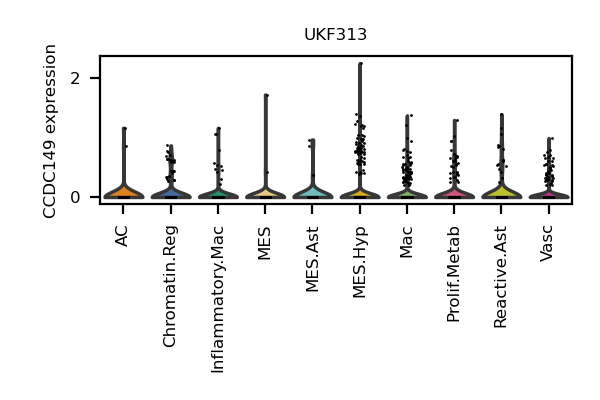 UKF313
CCDC149 expression
2
0
AC
Chromatin.Reg
Inflammatory.Mac
MES
MES.Ast
MES.Hyp
Mac
Prolif.Metab
Reactive.Ast
Vasc